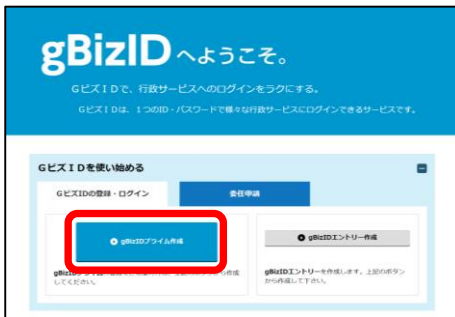 gBizIDへようこそ。
GビズIDで、行政サービスへのログインをラクにする。
GビズIDは、1つのID・パスワードで様々な行政サービスにログインできるサービスです。
GビズIDを使い始める
GビズIDの登録・ログイン
委任申請
gBizIDプライム作成
gBizIDエントリー作成
作成
してください。
gBizIDエントリーを作成します。上記のボタン
から作成して下さい。